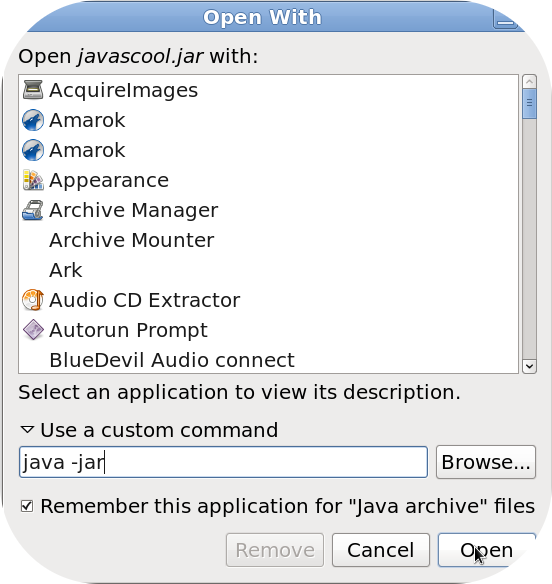 Open With
Open javascool.jar with:
AcquireImages
Amarok
Amarok
Appearance
Archive Manager
Archive Mounter
Ark
Audio CD Extractor
Autorun Prompt
BlueDevil Audio connect
Select an application to view its description.
Use a custom command
java -jar
Browse...
Remember this application for "Java archive" files
Remove Cancel Open